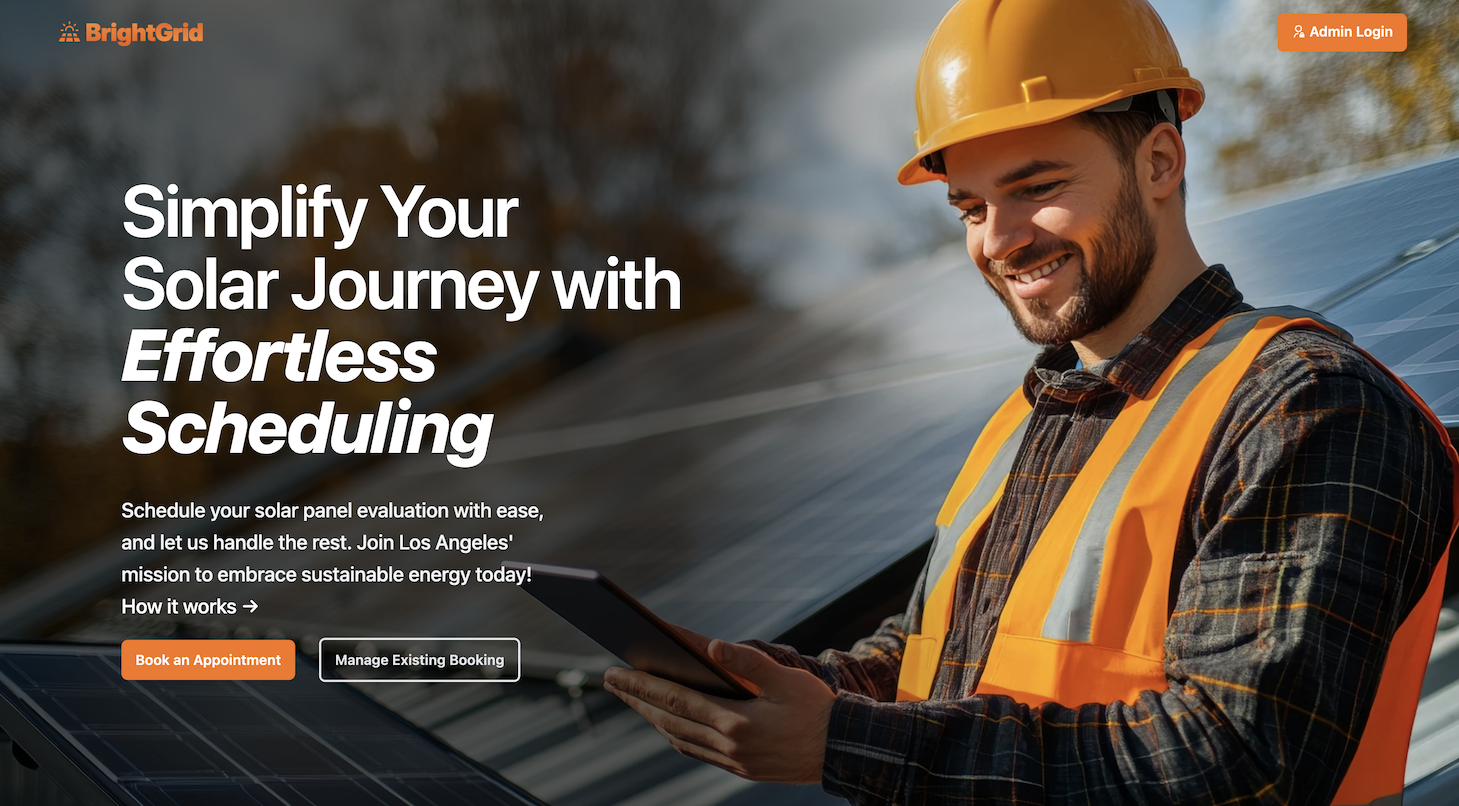 BrightGrid
Admin Login
Simplify Your
Solar Journey with
Effortless
Scheduling
Schedule your solar panel evaluation with ease,
and let us handle the rest. Join Los Angeles'
mission to embrace sustainable energy today!
How it works →
Book an Appointment
Manage Existing Booking